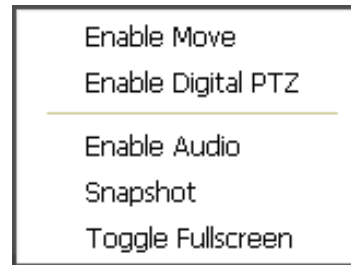 Enable Move
Enable Digital PTZ
Enable Audio
Snapshot
Toggle Fullscreen